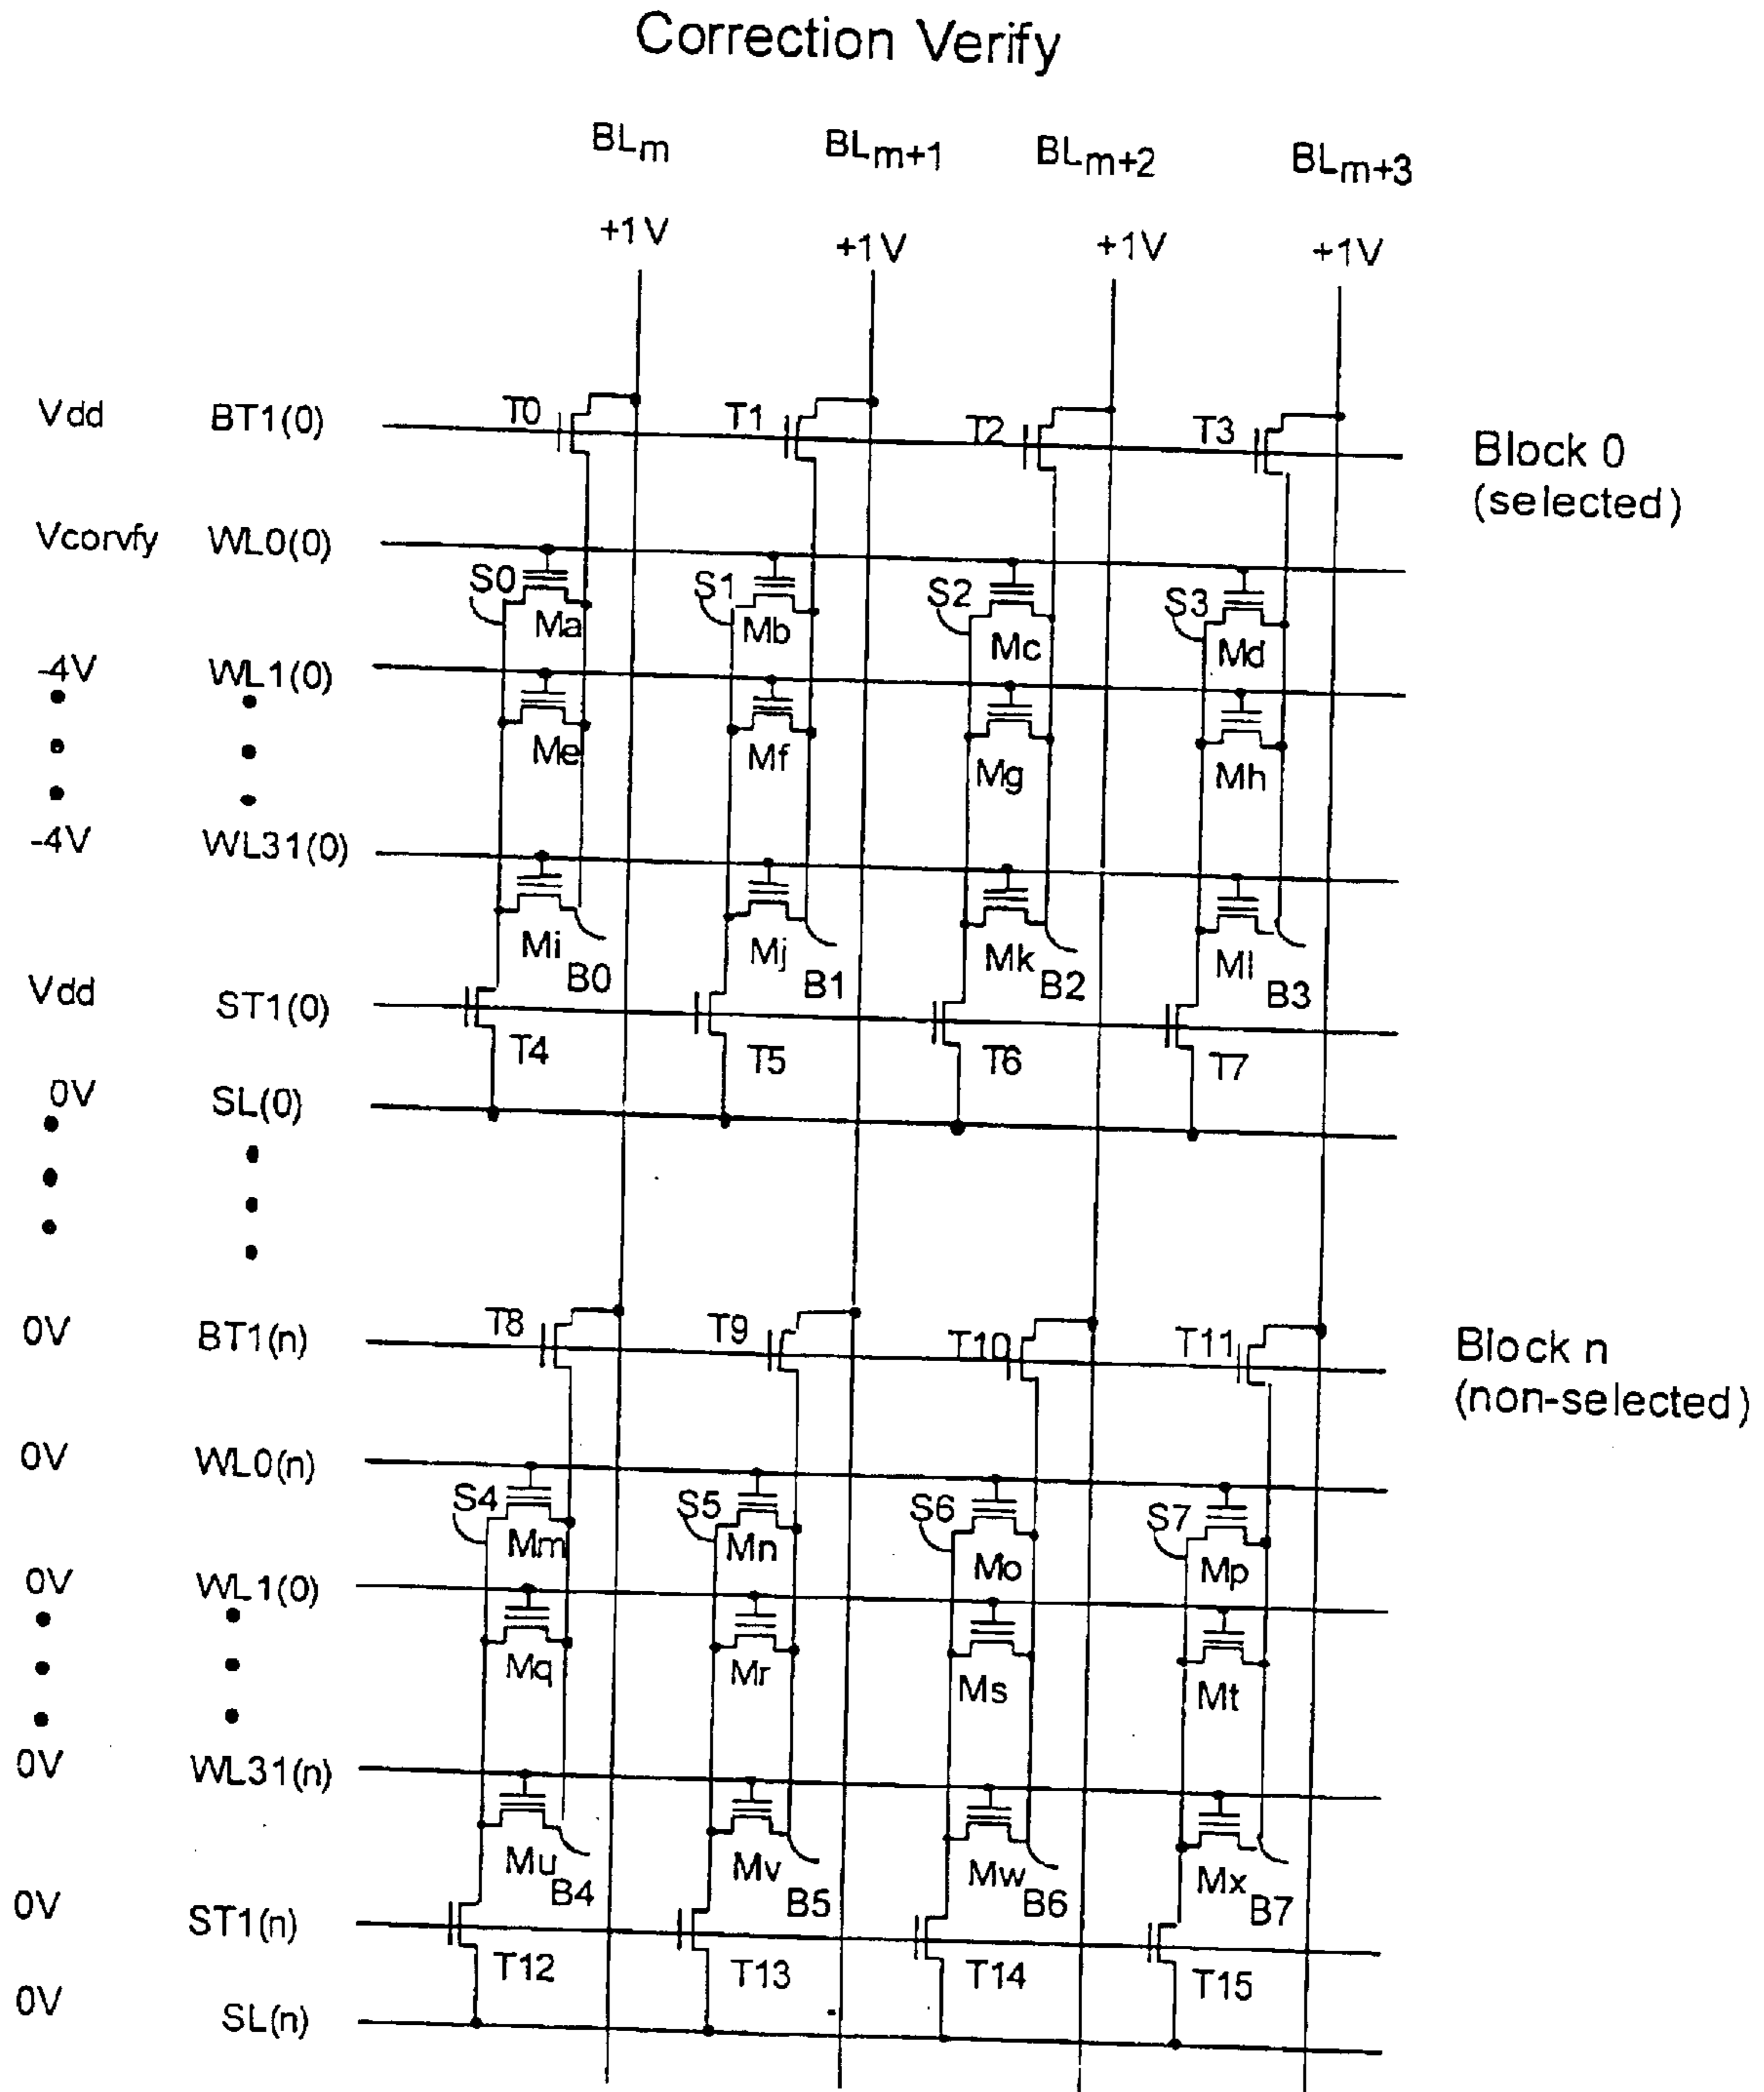 Correction Verify
BLm BLm+1 BLm+2 BLm+3
+1V +1V +1V +1V
Vdd BT1(0) T0 T1 T2 T3 Block 0
(selected)
Vcorvfy WL0(0)
S0 S1 S2 S3
Ma Mb Mc Md
-4V WL1(0)
Me Mf Mg Mh
-4V WL31(0)
Mi Mj Mk Ml
B0 B1 B2 B3
Vdd ST1(0)
T4 T5 T6 T7
0V SL(0)
0V BT1(n) T8 T9 T10 T11 Block n
(non-selected)
0V WL0(n)
S4 S5 S6 S7
Mm Mn Mo Mp
0V WL1(0)
Mq Mr Ms Mt
0V WL31(n)
Mu Mv Mw Mx
B4 B5 B6 B7
0V ST1(n)
T12 T13 T14 T15
0V SL(n)